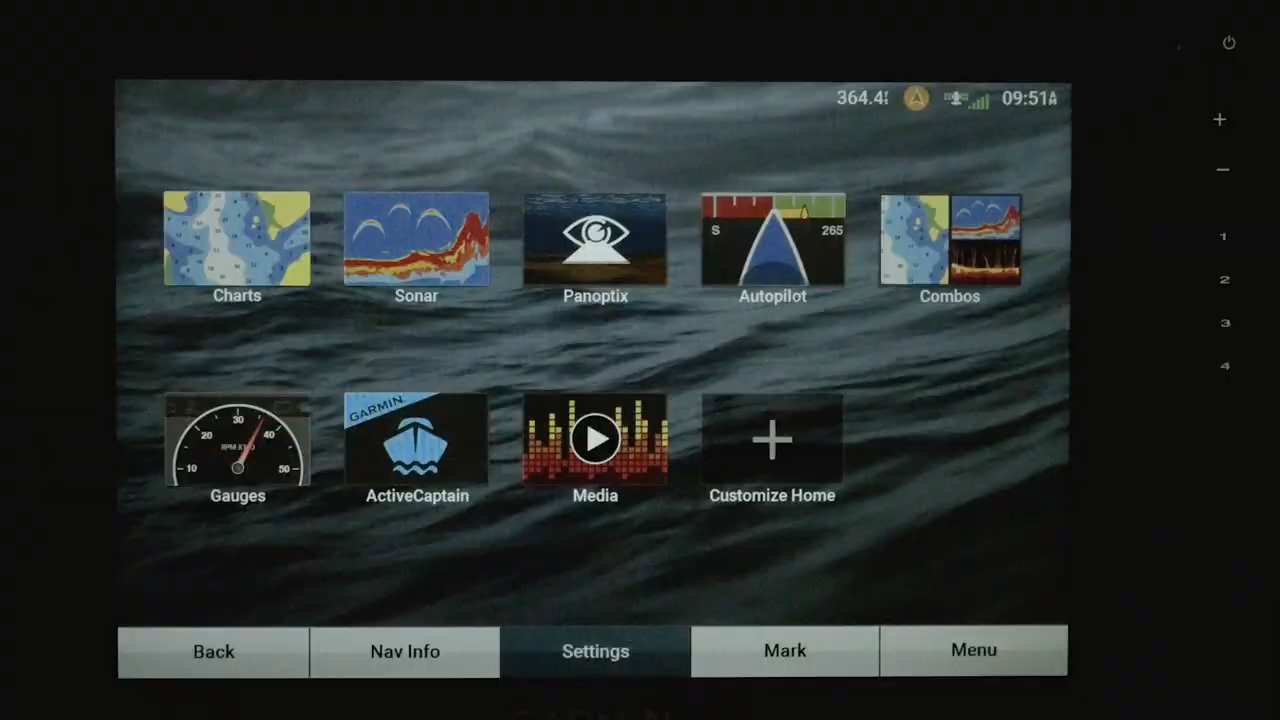 364.4
09:51A
S 265
Charts
Sonar
Panoptix
Autopilot
Combos
10 20 30 40 50
GARMIN
Gauges
ActiveCaptain
Media
Customize Home
Back
Nav Info
Settings
Mark
Menu
1
2
3
4